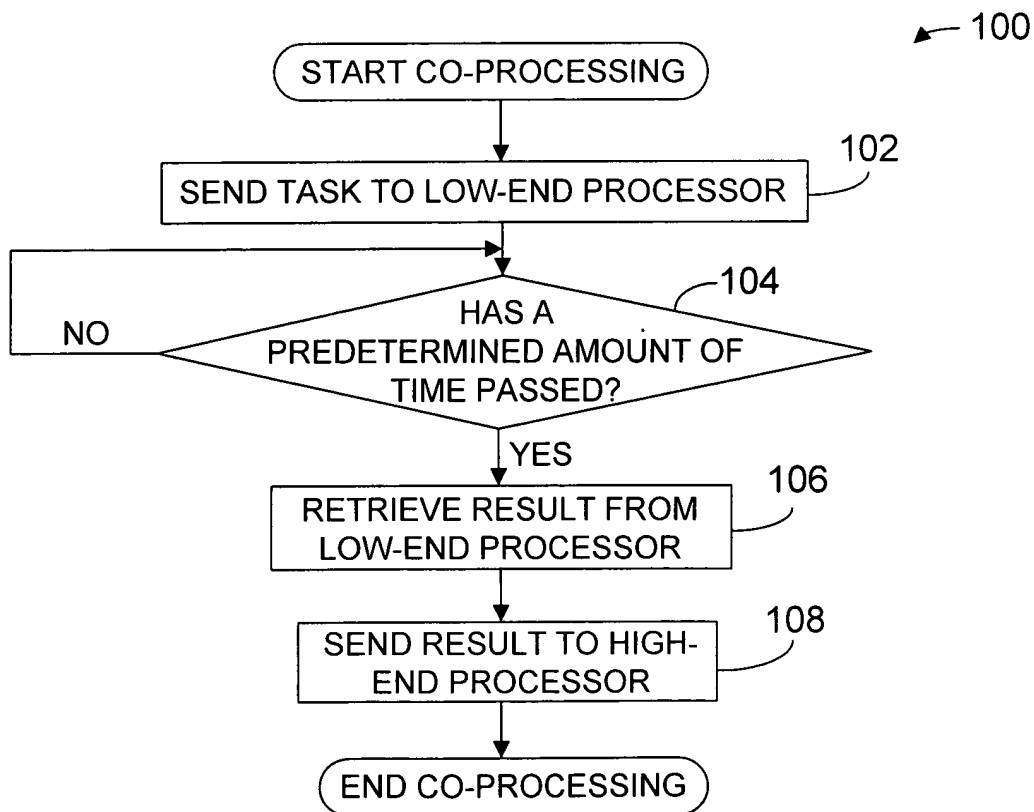 100
START CO-PROCESSING
102
SEND TASK TO LOW-END PROCESSOR
104
HAS A
PREDETERMINED AMOUNT OF
TIME PASSED?
NO
YES
106
RETRIEVE RESULT FROM
LOW-END PROCESSOR
108
SEND RESULT TO HIGH-
END PROCESSOR
END CO-PROCESSING